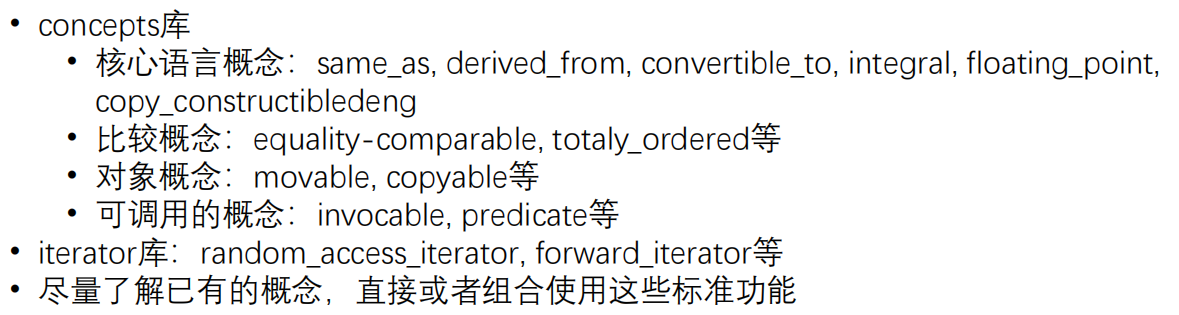 • concepts库
• 核心语言概念：same_as, derived_from, convertible_to, integral, floating_point,
copy_constructibledeng
• 比较概念：equality-comparable, totaly_ordered等
• 对象概念：movable, copyable等
• 可调用的概念：invocable, predicate等
• iterator库：random_access_iterator, forward_iterator等
• 尽量了解已有的概念，直接或者组合使用这些标准功能